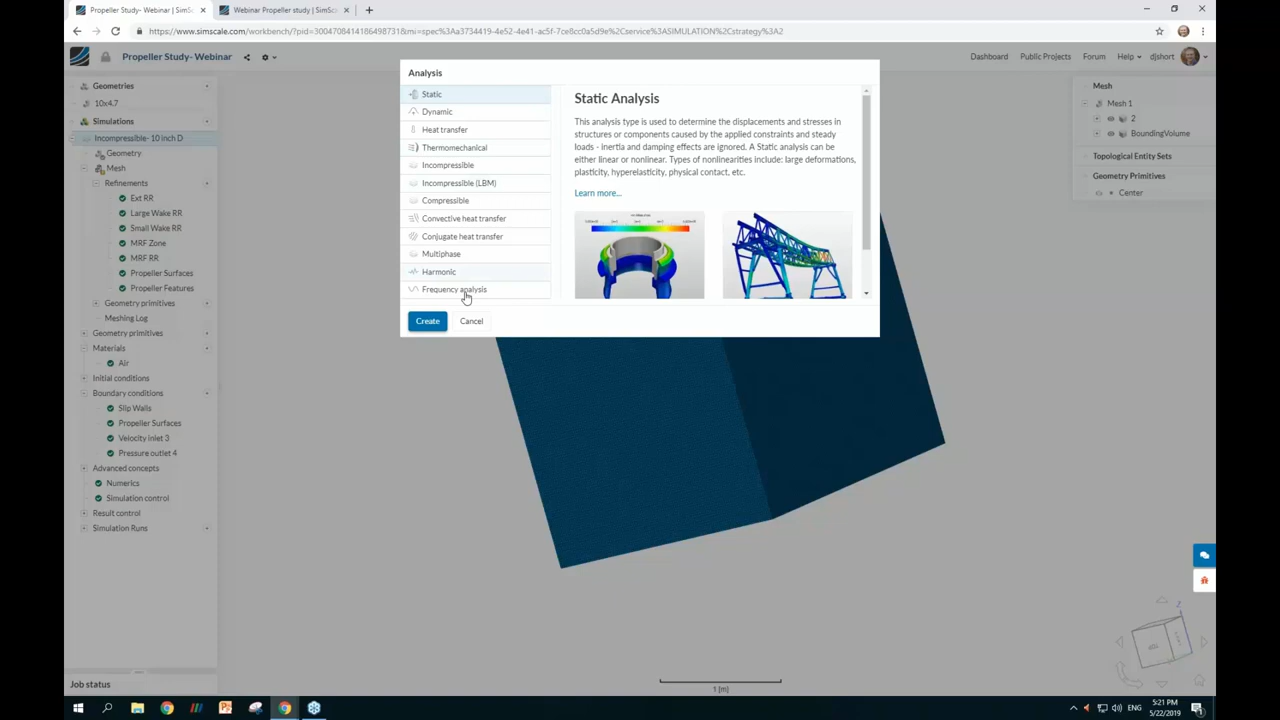 Propeller Study- Webinar | SimSc
Webinar Propeller study | SimSca
https://www.simscale.com/workbench/?pid=3004708414186498731&mi=spec%3Aa3734419-4e52-4e41-ac5f-7ce8cc0a5d9e%2Cservice%3ASIMULATION%2Cstrategy%3A2
Propeller Study- Webinar
Dashboard
Public Projects
Forum
Help
djshort
Geometries
10x4.7
Simulations
Incompressible- 10 inch D
Geometry
Mesh
Refinements
Ext RR
Large Wake RR
Small Wake RR
MRF Zone
MRF RR
Propeller Surfaces
Propeller Features
Geometry primitives
Meshing Log
Geometry primitives
Materials
Air
Initial conditions
Boundary conditions
Slip Walls
Propeller Surfaces
Velocity inlet 3
Pressure outlet 4
Advanced concepts
Numerics
Simulation control
Result control
Simulation Runs
Job status
Analysis
Static
Dynamic
Heat transfer
Thermomechanical
Incompressible
Incompressible (LBM)
Compressible
Convective heat transfer
Conjugate heat transfer
Multiphase
Harmonic
Frequency analysis
Static Analysis
This analysis type is used to determine the displacements and stresses in
structures or components caused by the applied constraints and steady
loads - inertia and damping effects are ignored. A Static analysis can be
either linear or nonlinear. Types of nonlinearities include: large deformations,
plasticity, hyperelasticity, physical contact, etc.
Learn more...
Create
Cancel
Mesh
Mesh 1
2
BoundingVolume
Topological Entity Sets
Geometry Primitives
Center
Z
1 [m]
ENG
5:21 PM
5/22/2019